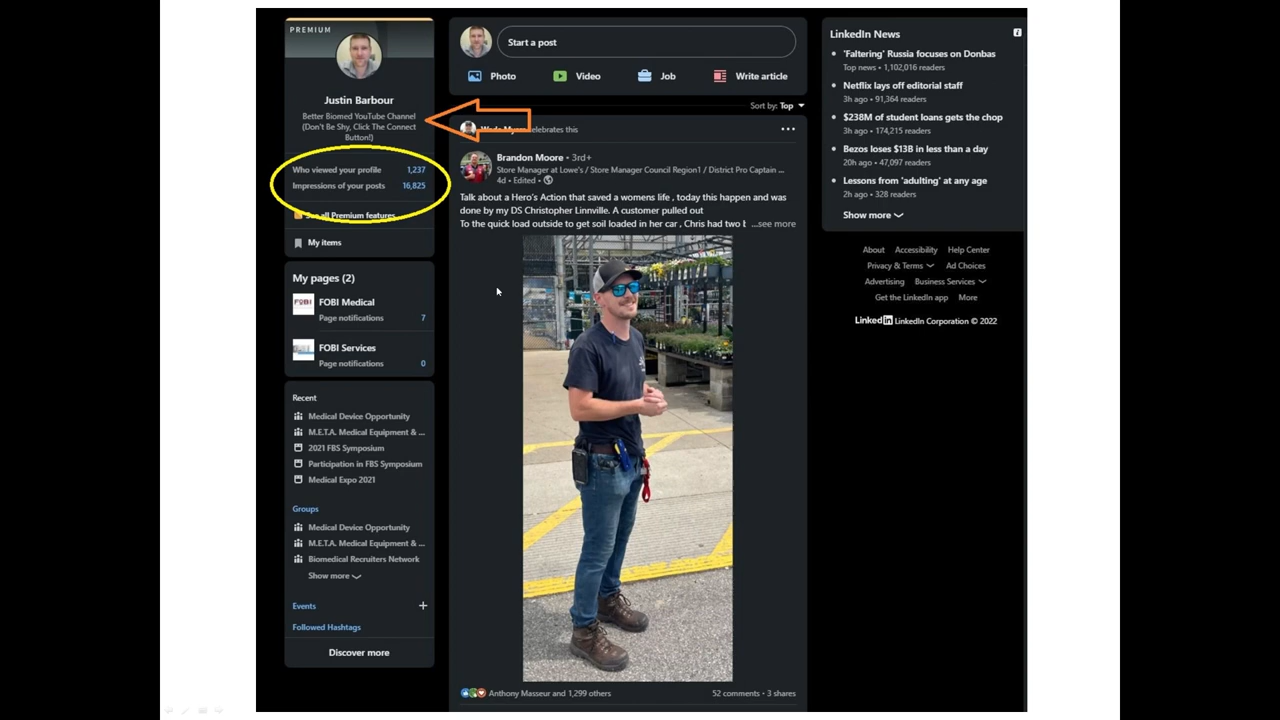 PREMIUM
Justin Barbour
Better Biomed YouTube Channel
(Don't Be Shy, Click The Connect
Button!)
Who viewed your profile 1,237
Impressions of your posts 16,825
See all Premium features
My items
My pages (2)
FOBI
FOBI Medical
Page notifications 7
FOBI Services
Page notifications 0
Recent
Medical Device Opportunity
M.E.T.A. Medical Equipment & ...
2021 FBS Symposium
Participation in FBS Symposium
Medical Expo 2021
Groups
Medical Device Opportunity
M.E.T.A. Medical Equipment & ...
Biomedical Recruiters Network
Show more
Events +
Followed Hashtags
Discover more
Start a post
Photo Video Job Write article
Sort by: Top
celebrates this
Brandon Moore • 3rd+
Store Manager at Lowe's / Store Manager Council Region1 / District Pro Captain ...
4d • Edited •
Talk about a Hero's Action that saved a womens life , today this happen and was
done by my DS Christopher Linnville. A customer pulled out
To the quick load outside to get soil loaded in her car , Chris had two ...see more
Anthony Masseur and 1,299 others 52 comments • 3 shares
LinkedIn News
'Faltering' Russia focuses on Donbas
Top news • 1,102,016 readers
Netflix lays off editorial staff
3h ago • 91,364 readers
$238M of student loans gets the chop
3h ago • 174,215 readers
Bezos loses $13B in less than a day
20h ago • 47,097 readers
Lessons from 'adulting' at any age
2h ago • 328 readers
Show more
About Accessibility Help Center
Privacy & Terms Ad Choices
Advertising Business Services
Get the LinkedIn app More
LinkedIn LinkedIn Corporation © 2022